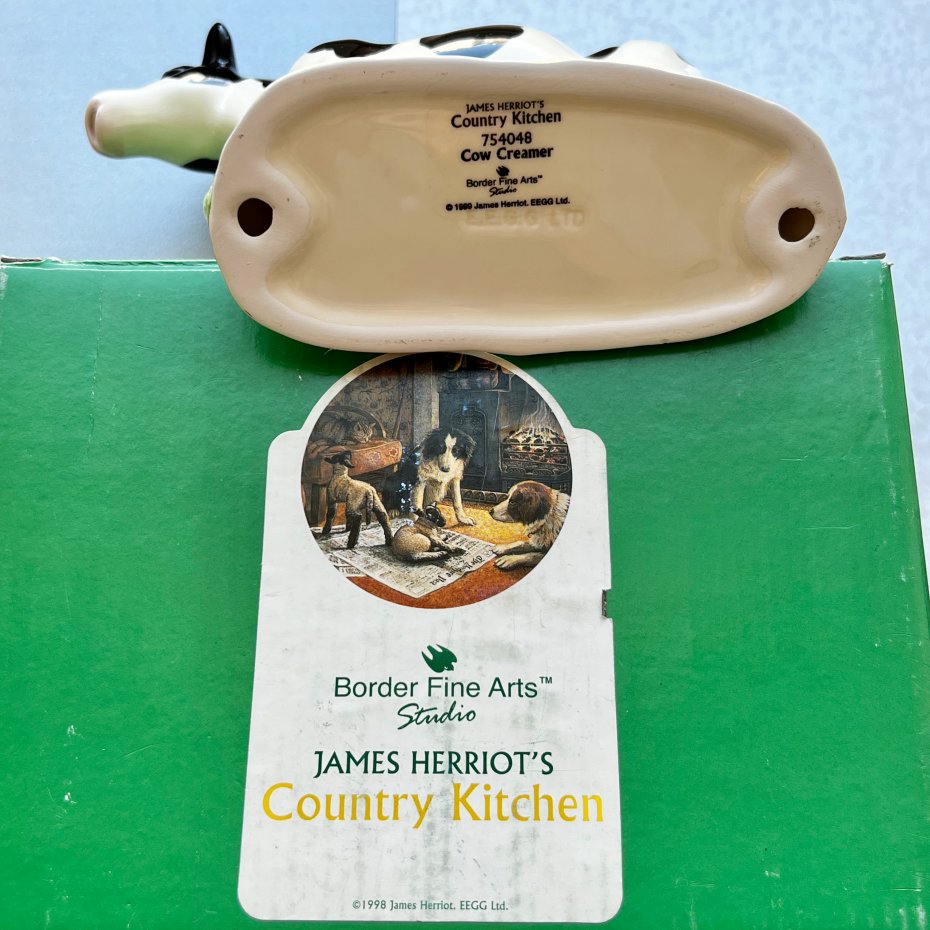 JAMES HERRIOT'S
Country Kitchen
754048
Cow Creamer
Border Fine Arts™
Studio
©1999 James Herriot. EEGG Ltd.
E.E.G.G LTD
Border Fine Arts™
Studio
JAMES HERRIOT'S
Country Kitchen
©1998 James Herriot. EEGG Ltd.